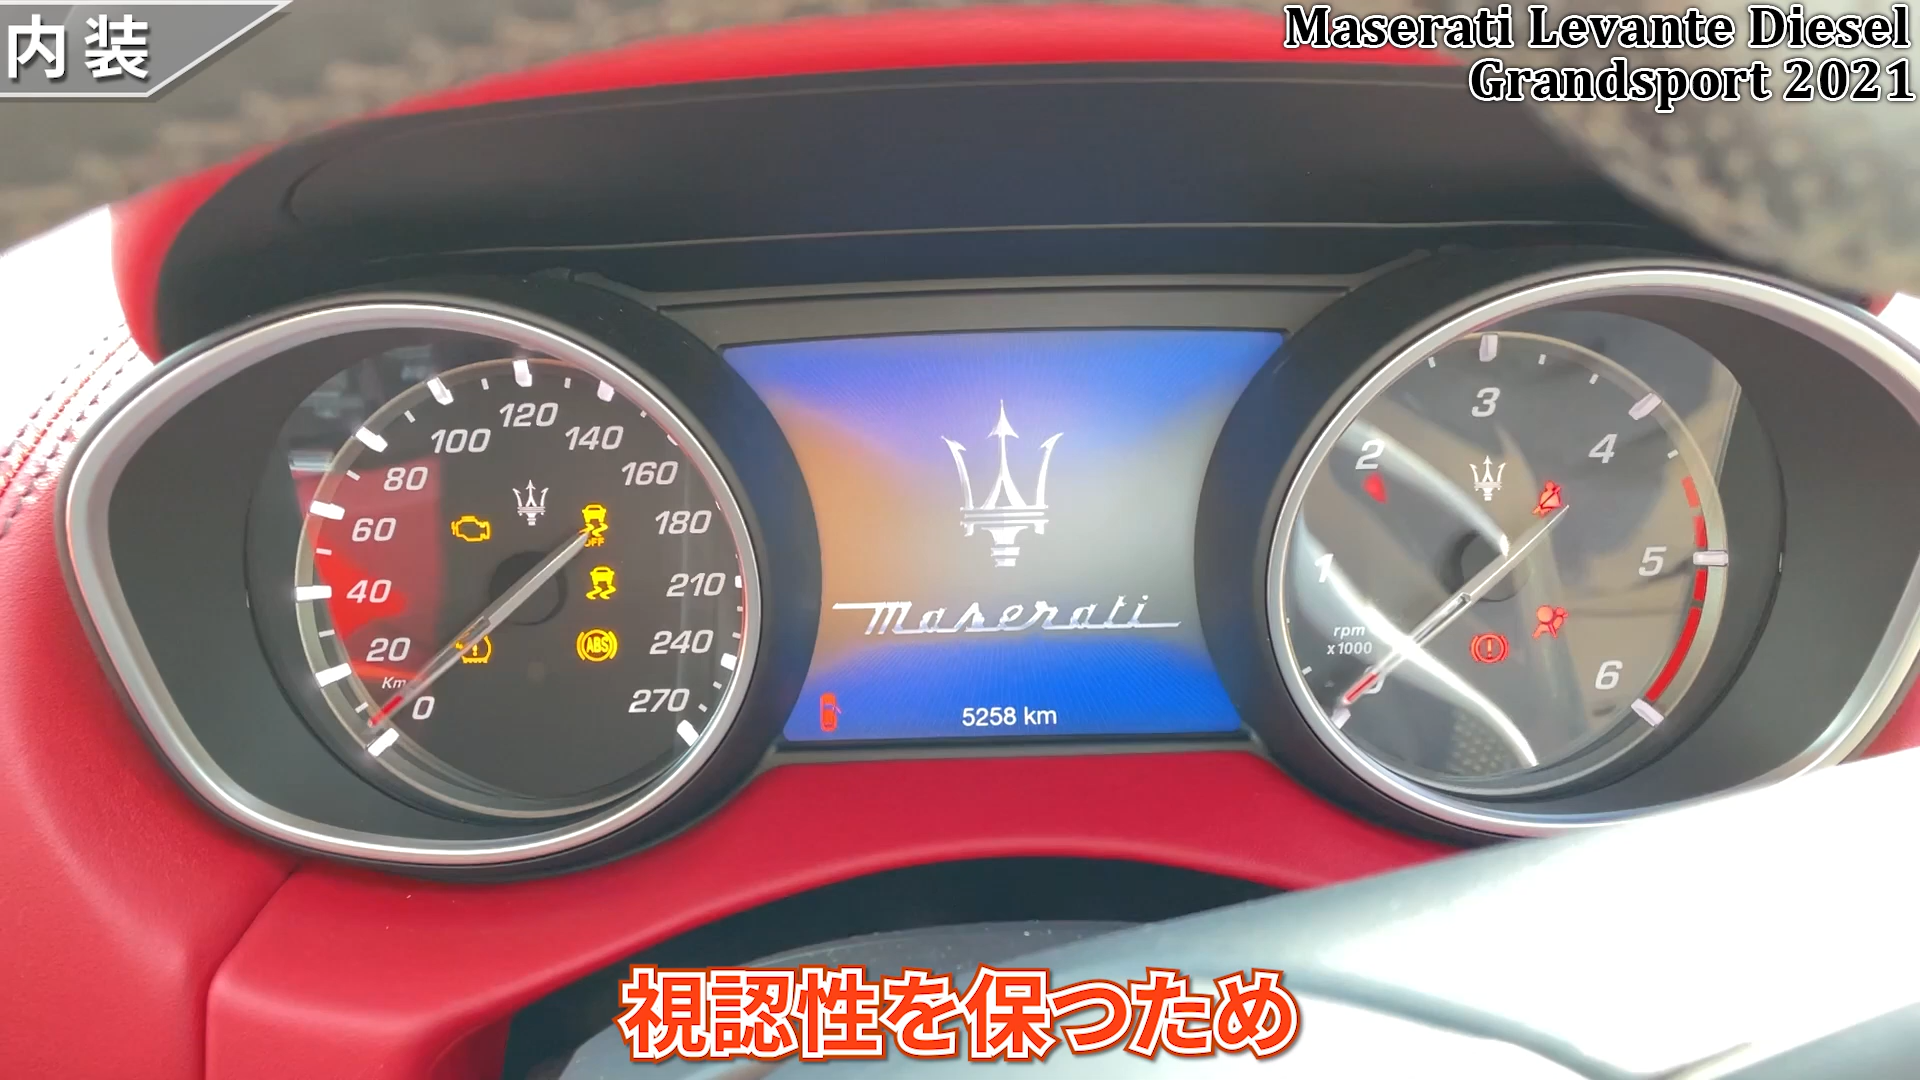 内装
Maserati Levante Diesel
Grandsport 2021
0
20
40
60
80
100
120
140
160
180
210
240
270
Km
OFF
ABS
Maserati
5258 km
1
2
3
4
5
6
rpm
x1000
視認性を保つため